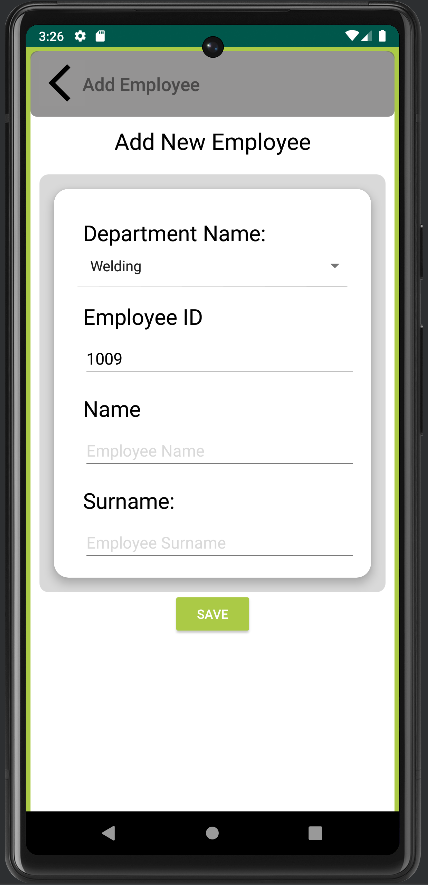 3:26
Add Employee
Add New Employee
Department Name:
Welding
Employee ID
1009
Name
Employee Name
Surname:
Employee Surname
SAVE